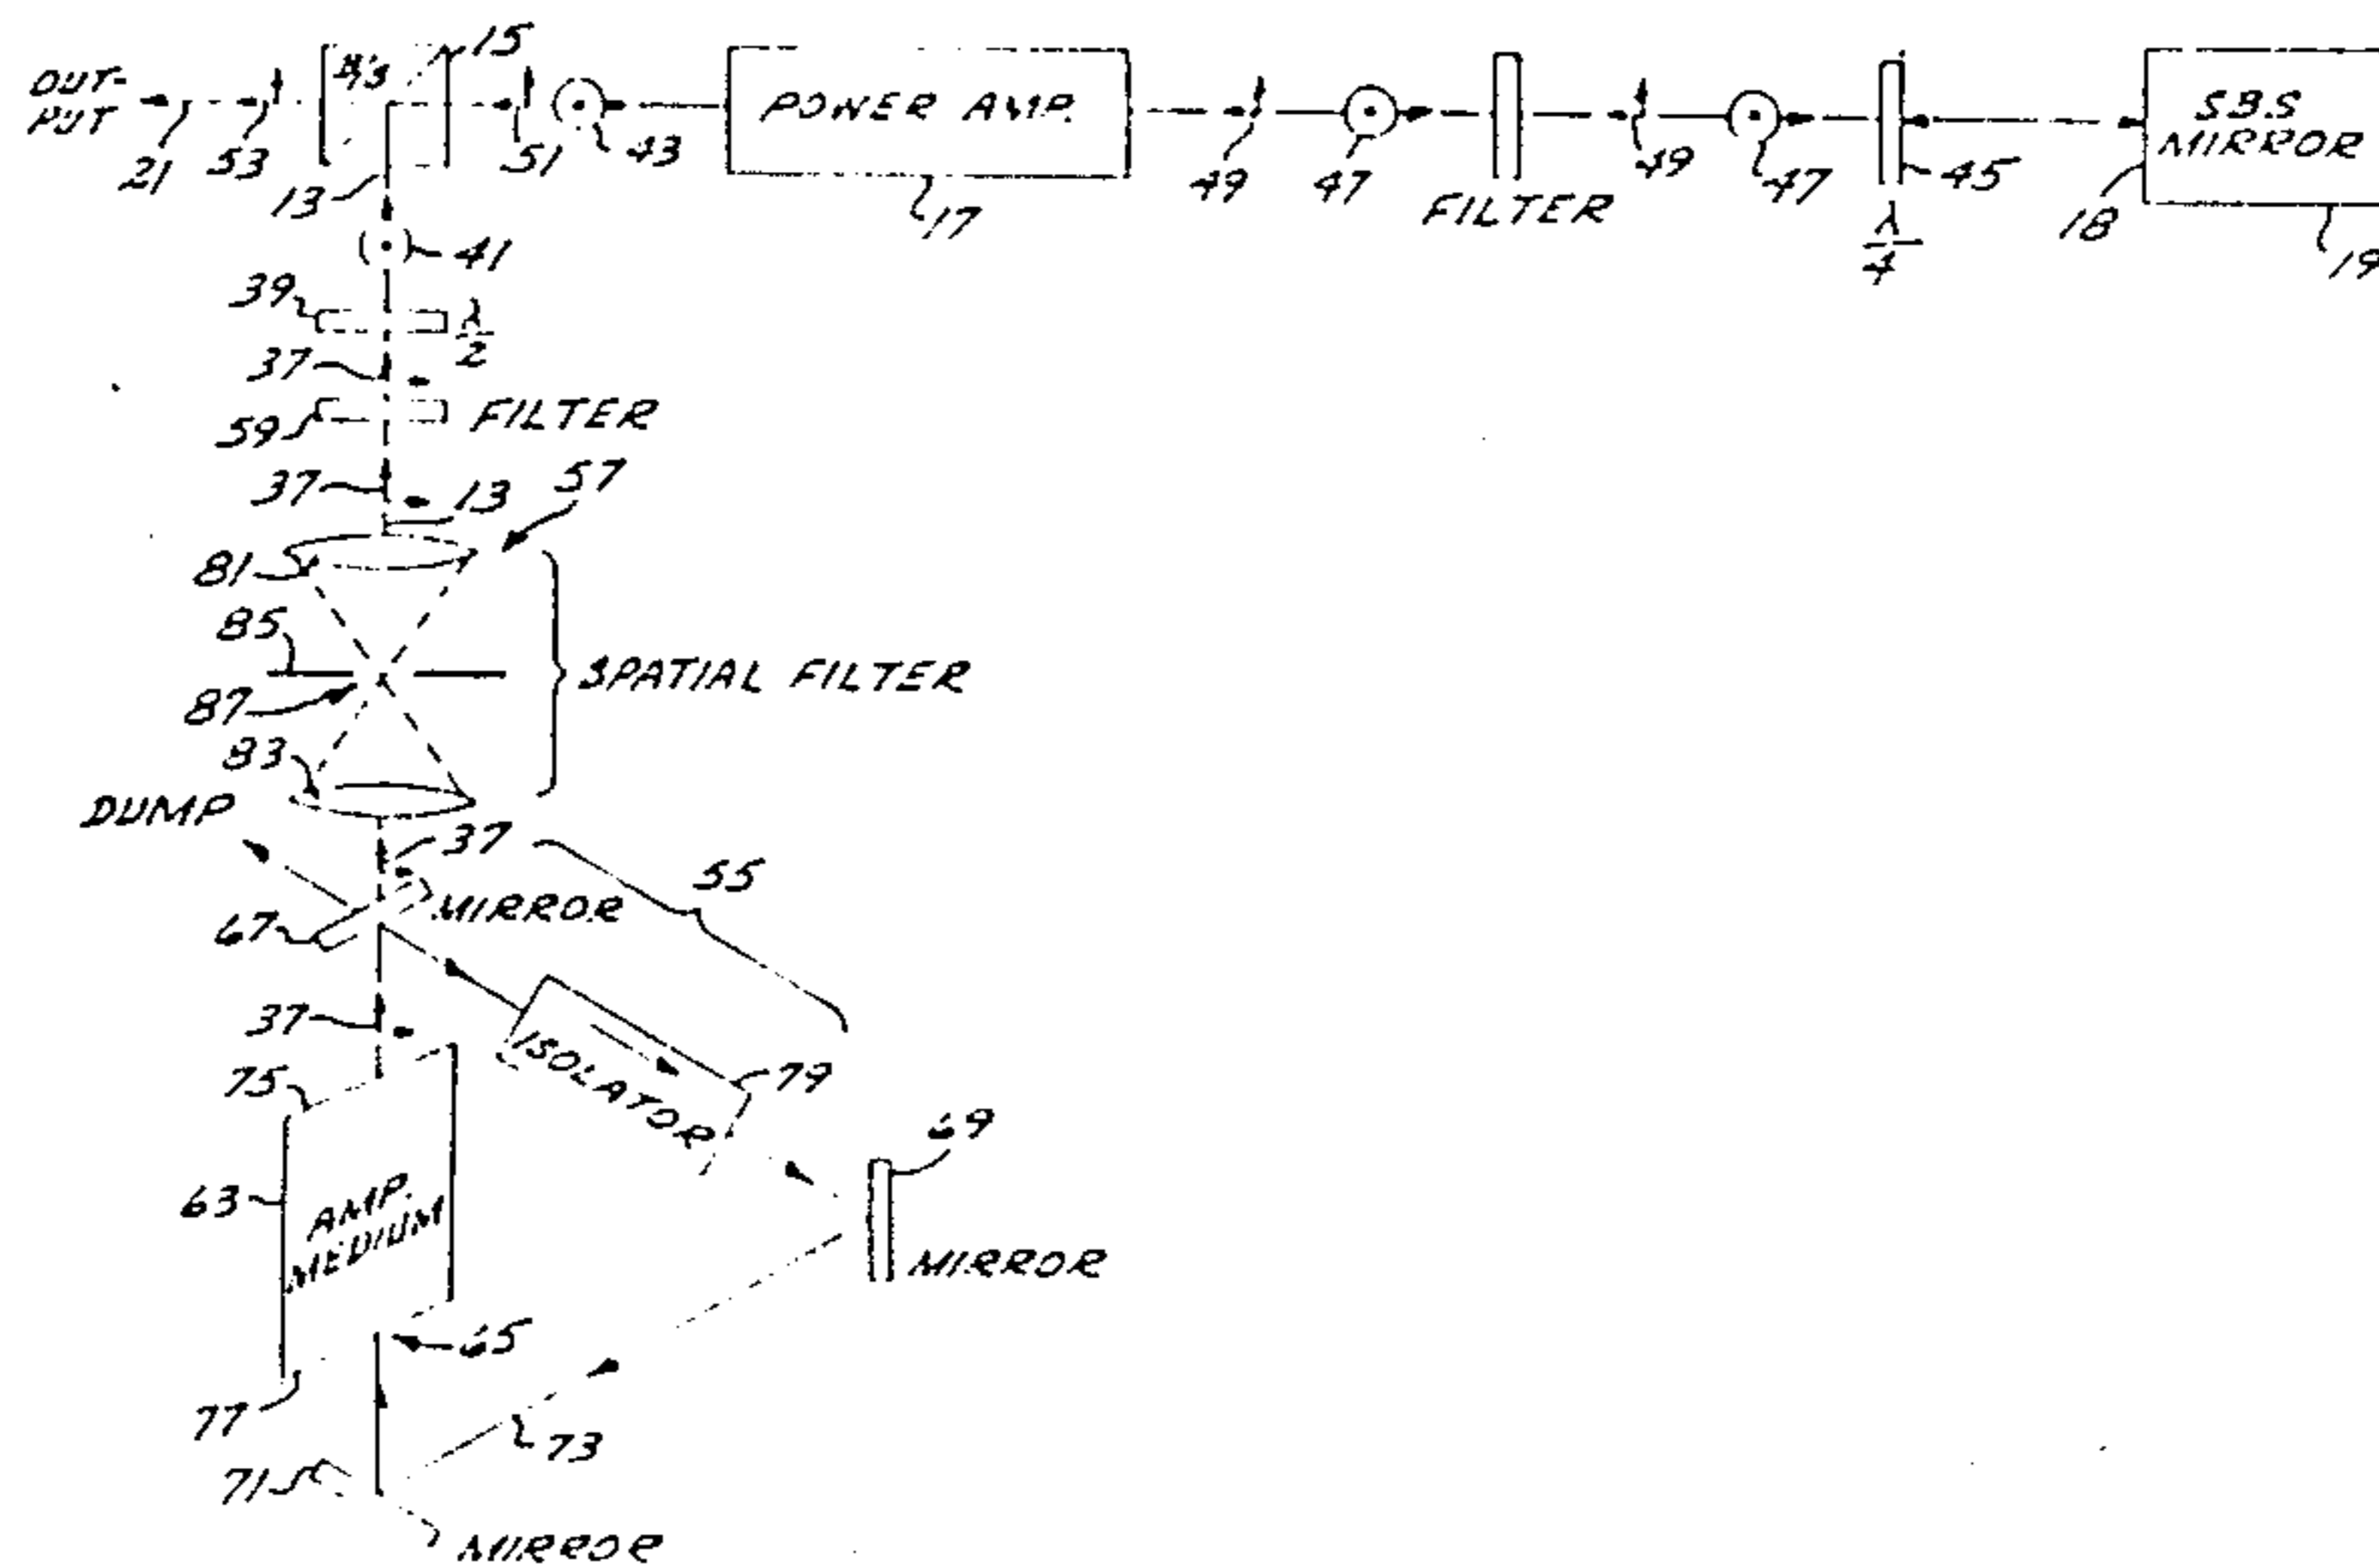 OUT-
PUT
21
53
13
15
51
43
POWER AMP.
17
49
47
FILTER
49
47
λ
4
45
18
S.B.S
MIRROR
19
41
39
λ
2
37
59
FILTER
37
13
57
81
85
87
83
SPATIAL FILTER
DUMP
37
MIRROR
67
55
37
75
ISOLATOR
79
69
MIRROR
63
AMP.
MEDIUM
65
77
73
71
MIRROR